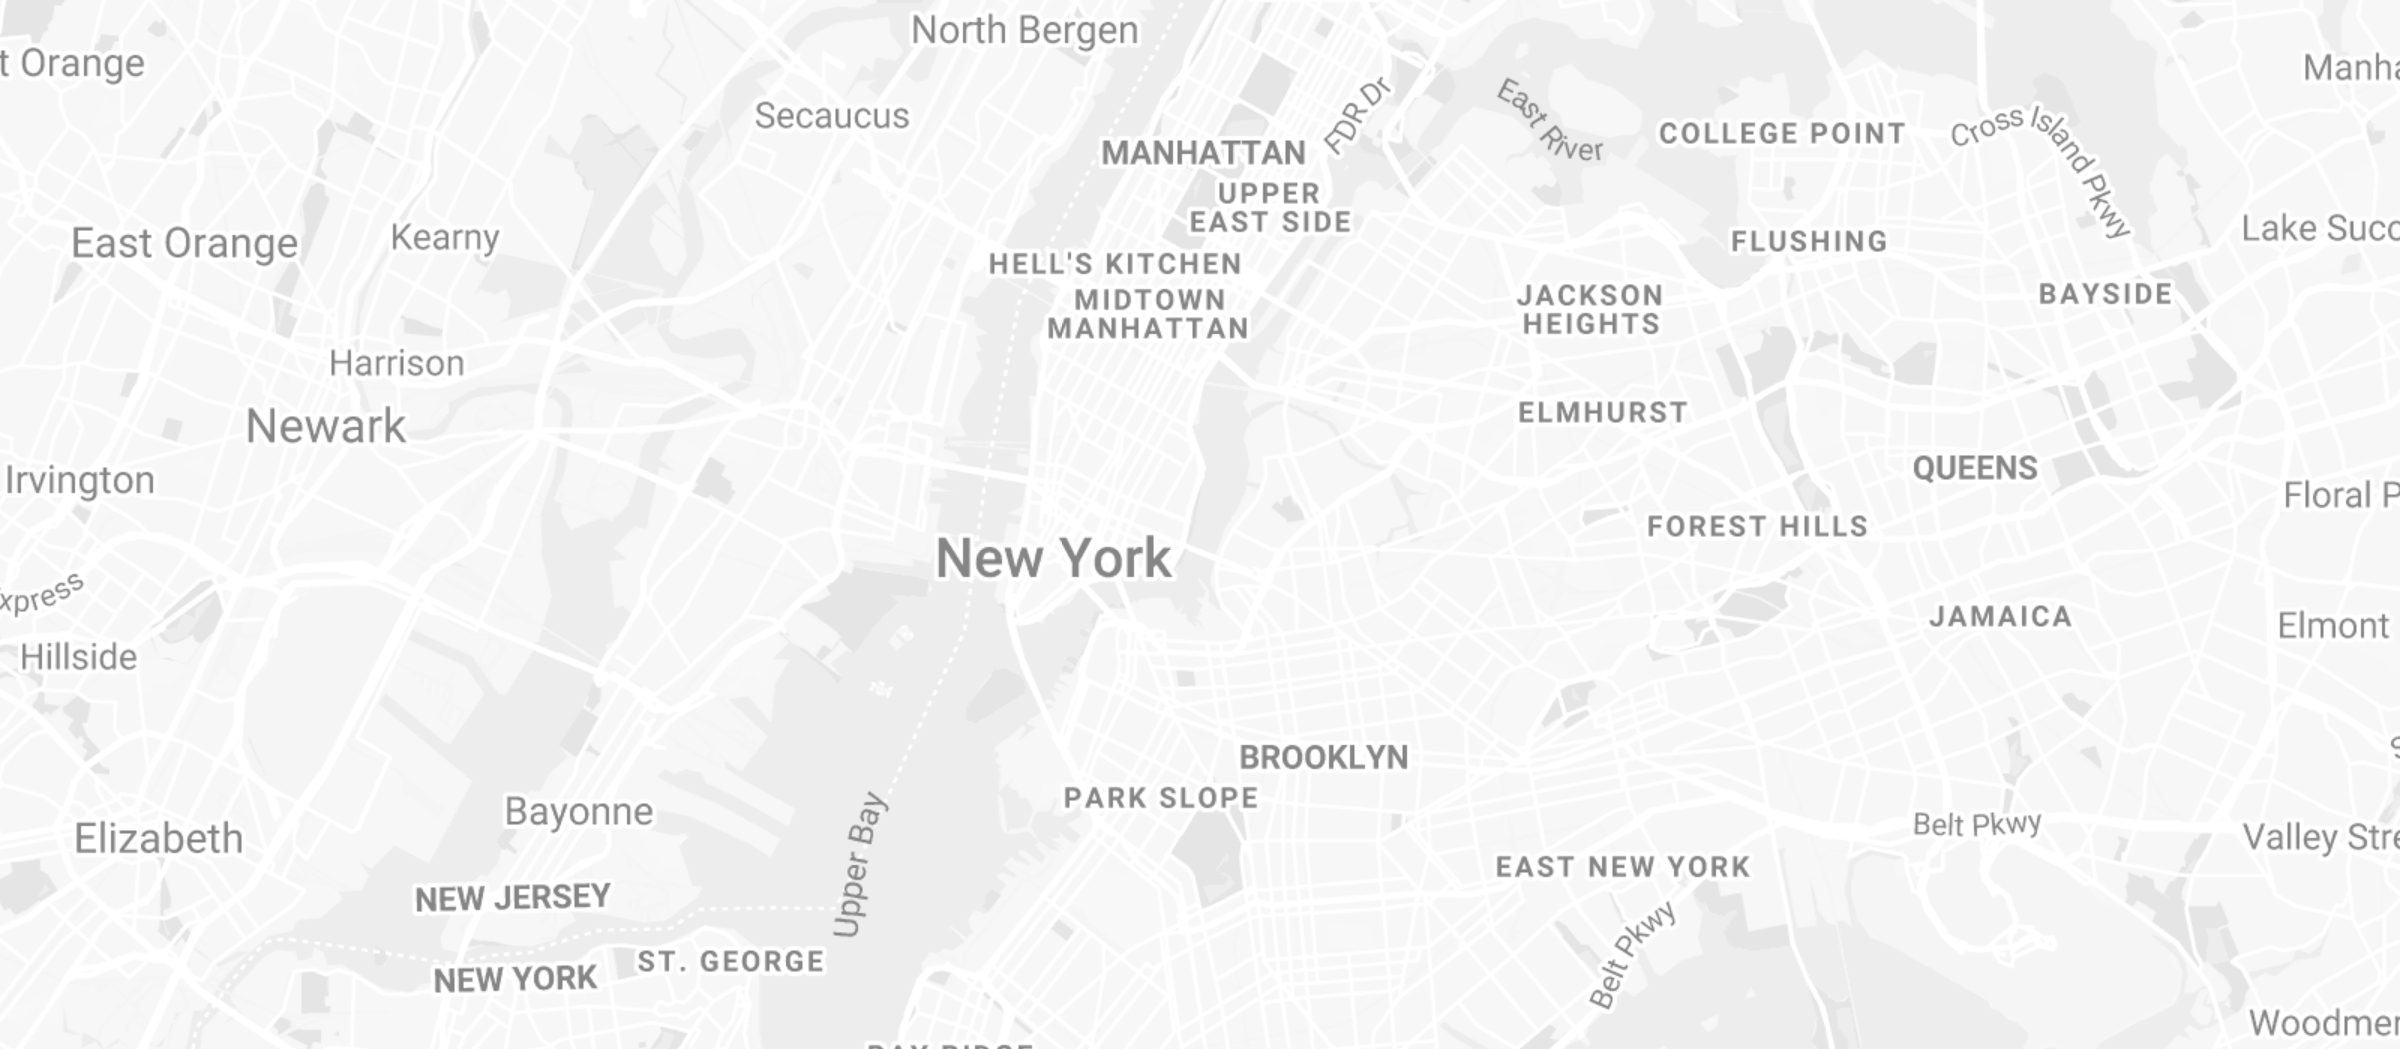 North Bergen
t Orange
Manha
Secaucus
FDR Dr
East River
COLLEGE POINT
Cross Island Pkwy
MANHATTAN
UPPER
EAST SIDE
East Orange
Kearny
Lake Succ
FLUSHING
HELL'S KITCHEN
MIDTOWN
MANHATTAN
JACKSON
HEIGHTS
BAYSIDE
Harrison
Newark
ELMHURST
Irvington
QUEENS
Floral P
FOREST HILLS
New York
xpress
JAMAICA
Elmont
Hillside
BROOKLYN
PARK SLOPE
Bayonne
Elizabeth
Upper Bay
Belt Pkwy
Valley Stre
EAST NEW YORK
NEW JERSEY
Belt Pkwy
ST. GEORGE
NEW YORK
Woodmer
BAY RIDGE